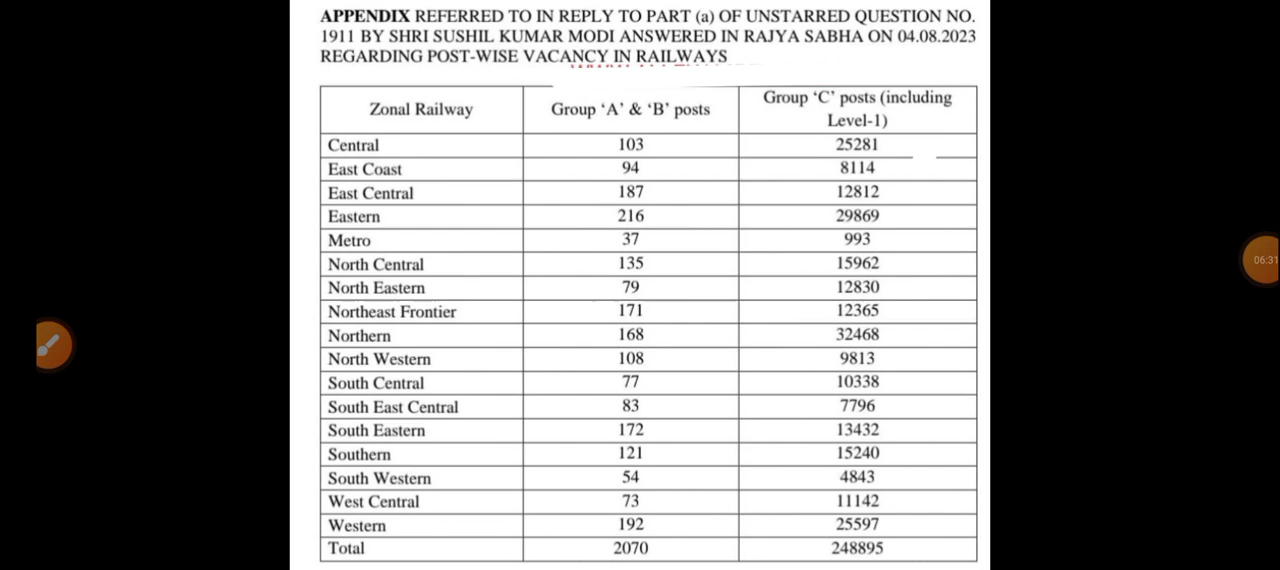 APPENDIX REFERRED TO IN REPLY TO PART (a) OF UNSTARRED QUESTION NO.
1911 BY SHRI SUSHIL KUMAR MODI ANSWERED IN RAJYA SABHA ON 04.08.2023
REGARDING POST-WISE VACANCY IN RAILWAYS
Zonal Railway Group ‘A’ & ‘B’ posts Group ‘C’ posts (including
Level-1)
Central 103 25281
East Coast 94 8114
East Central 187 12812
Eastern 216 29869
Metro 37 993
North Central 135 15962
North Eastern 79 12830
Northeast Frontier 171 12365
Northern 168 32468
North Western 108 9813
South Central 77 10338
South East Central 83 7796
South Eastern 172 13432
Southern 121 15240
South Western 54 4843
West Central 73 11142
Western 192 25597
Total 2070 248895
06:31